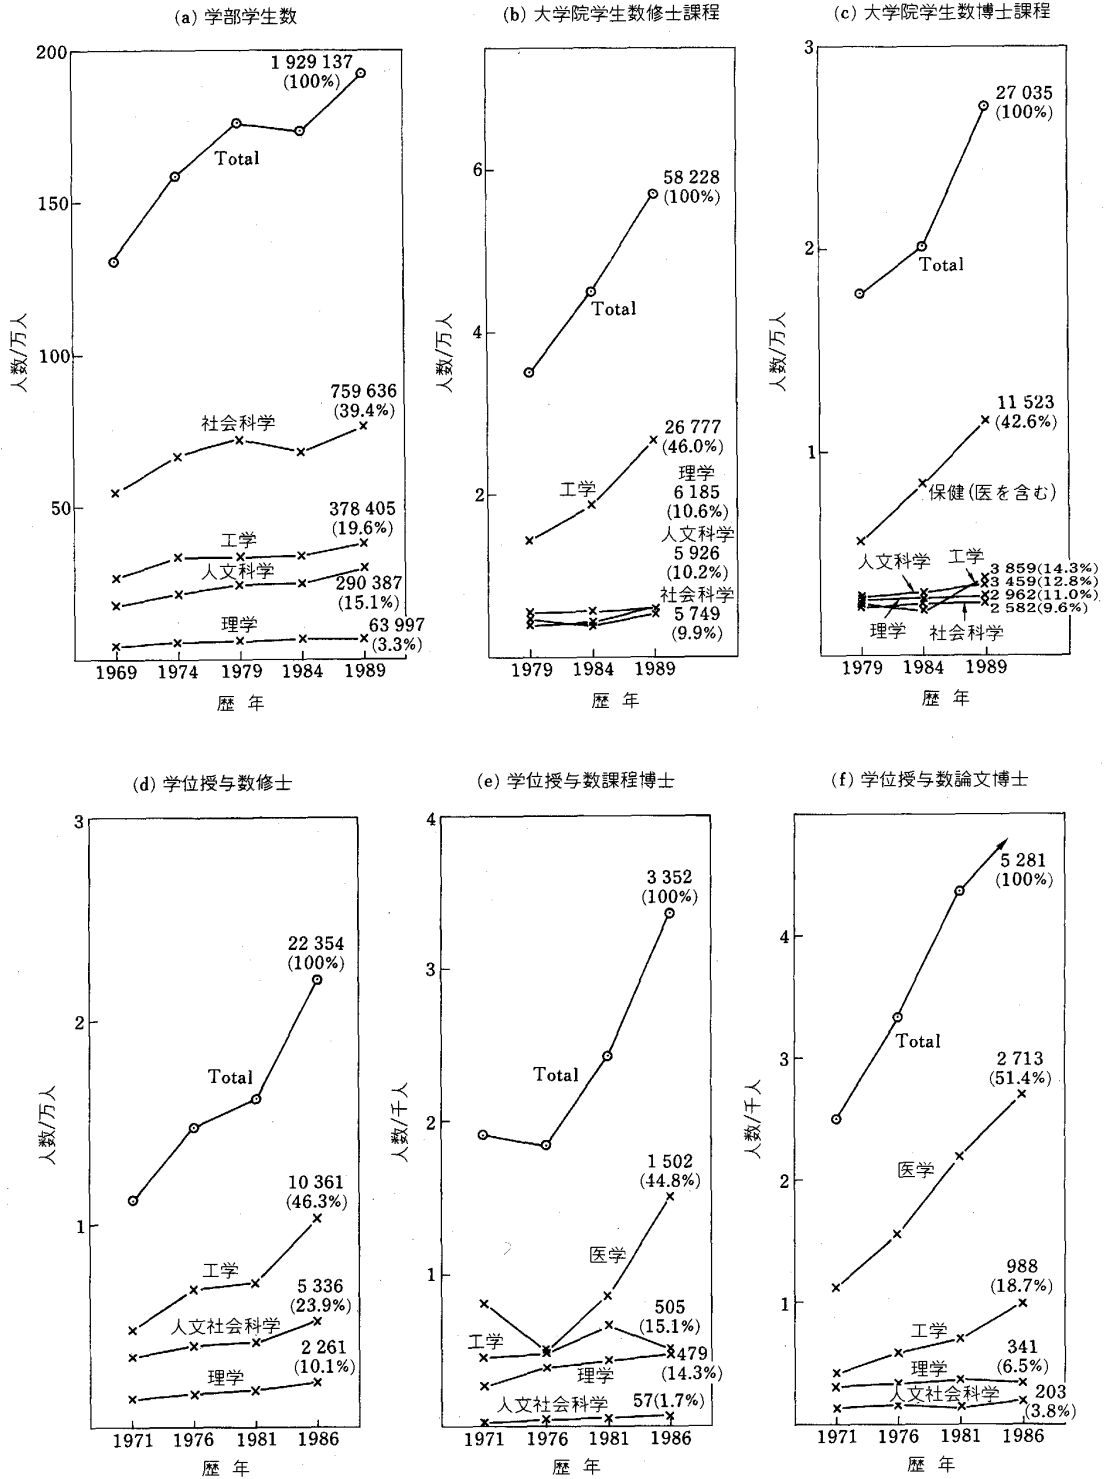 (a) 学部学生数
200
150
100
50
人数/万人
1 929 137
(100%)
Total
759 636
(39.4%)
社会科学
378 405
(19.6%)
工学
人文科学
290 387
(15.1%)
理学
63 997
(3.3%)
1969 1974 1979 1984 1989
歴 年
(b) 大学院学生数修士課程
6
4
2
人数/万人
58 228
(100%)
Total
26 777
(46.0%)
工学
理学
6 185
(10.6%)
人文科学
5 926
(10.2%)
社会科学
5 749
(9.9%)
1979 1984 1989
歴 年
(c) 大学院学生数博士課程
3
2
1
人数/万人
27 035
(100%)
Total
11 523
(42.6%)
保健(医を含む)
人文科学
工学
3 859(14.3%)
3 459(12.8%)
2 962(11.0%)
2 582(9.6%)
理学
社会科学
1979 1984 1989
歴 年
(d) 学位授与数修士
3
2
1
人数/万人
22 354
(100%)
Total
10 361
(46.3%)
工学
5 336
(23.9%)
人文社会科学
2 261
(10.1%)
理学
1971 1976 1981 1986
歴 年
(e) 学位授与数課程博士
4
3
2
1
人数/千人
3 352
(100%)
Total
1 502
(44.8%)
医学
505
(15.1%)
工学
479
(14.3%)
理学
人文社会科学
57(1.7%)
1971 1976 1981 1986
歴 年
(f) 学位授与数論文博士
4
3
2
1
人数/千人
5 281
(100%)
Total
2 713
(51.4%)
医学
988
(18.7%)
工学
341
(6.5%)
理学
人文社会科学
203
(3.8%)
1971 1976 1981 1986
歴 年